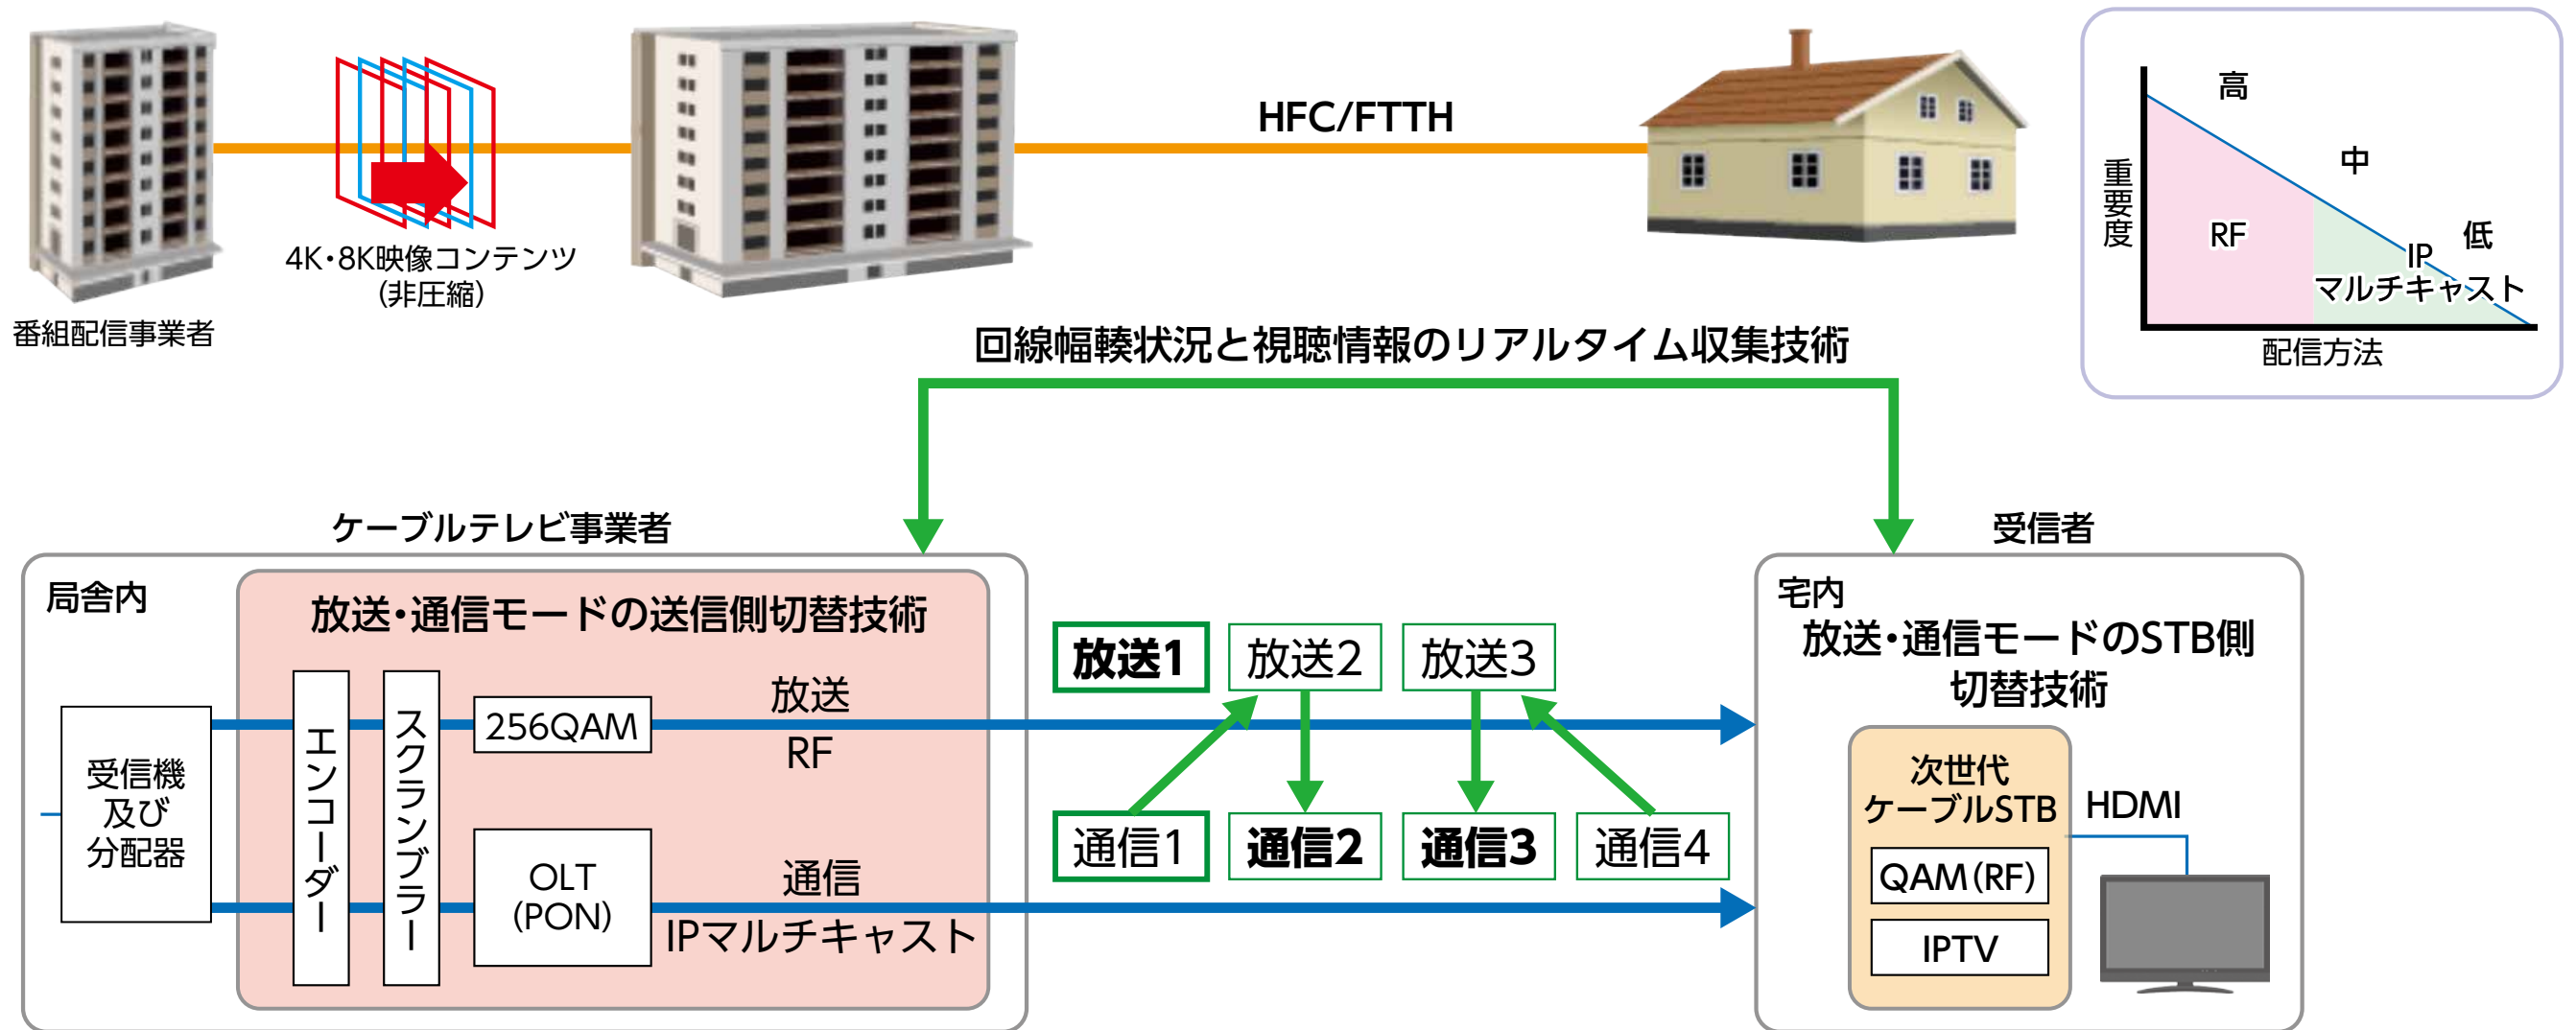 番組配信事業者
4K・8K映像コンテンツ
(非圧縮)
HFC/FTTH
重要度
高
中
低
RF
IP
マルチキャスト
配信方法
回線輻輳状況と視聴情報のリアルタイム収集技術
ケーブルテレビ事業者
局舎内
放送・通信モードの送信側切替技術
受信機
及び
分配器
エンコーダー
スクランブラー
256QAM
放送
RF
OLT
(PON)
通信
IPマルチキャスト
放送1
放送2
放送3
通信1
通信2
通信3
通信4
受信者
宅内
放送・通信モードのSTB側
切替技術
次世代
ケーブルSTB
QAM(RF)
IPTV
HDMI